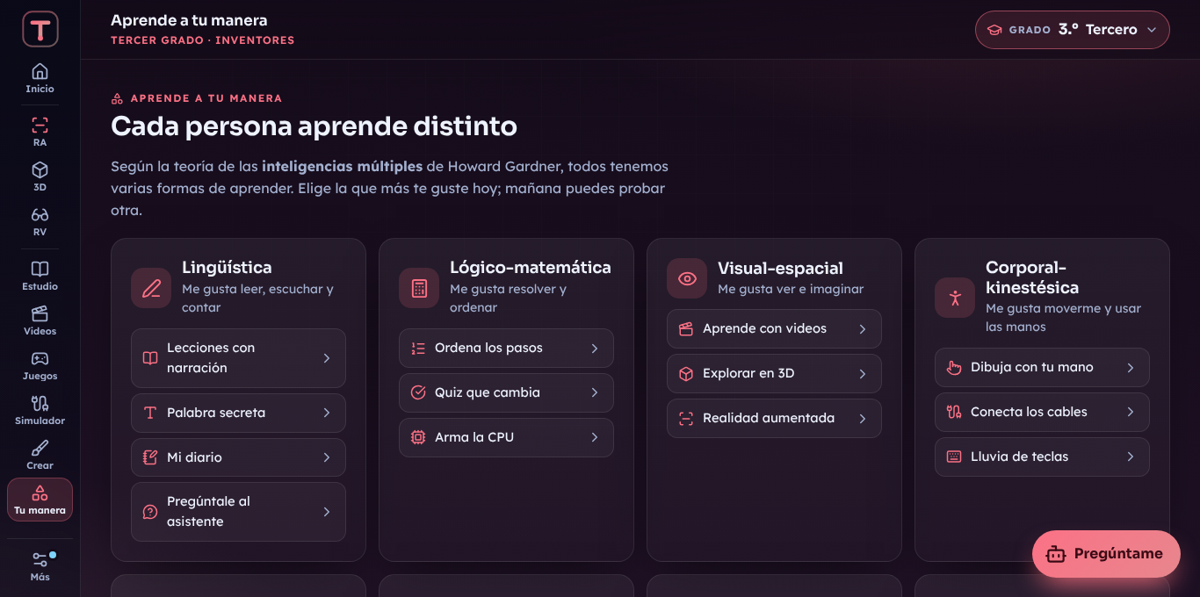 T
Inicio
RA
3D
RV
Estudio
Videos
Juegos
Simulador
Crear
Tu manera
Más
Aprende a tu manera
TERCER GRADO · INVENTORES
GRADO 3.º Tercero
APRENDE A TU MANERA
Cada persona aprende distinto
Según la teoría de las inteligencias múltiples de Howard Gardner, todos tenemos
varias formas de aprender. Elige la que más te guste hoy; mañana puedes probar
otra.
Lingüística
Me gusta leer, escuchar y
contar
Lecciones con
narración
Palabra secreta
Mi diario
Pregúntale al
asistente
Lógico-matemática
Me gusta resolver y
ordenar
Ordena los pasos
Quiz que cambia
Arma la CPU
Visual-espacial
Me gusta ver e imaginar
Aprende con videos
Explorar en 3D
Realidad aumentada
Corporal-
kinestésica
Me gusta moverme y usar
las manos
Dibuja con tu mano
Conecta los cables
Lluvia de teclas
Pregúntame